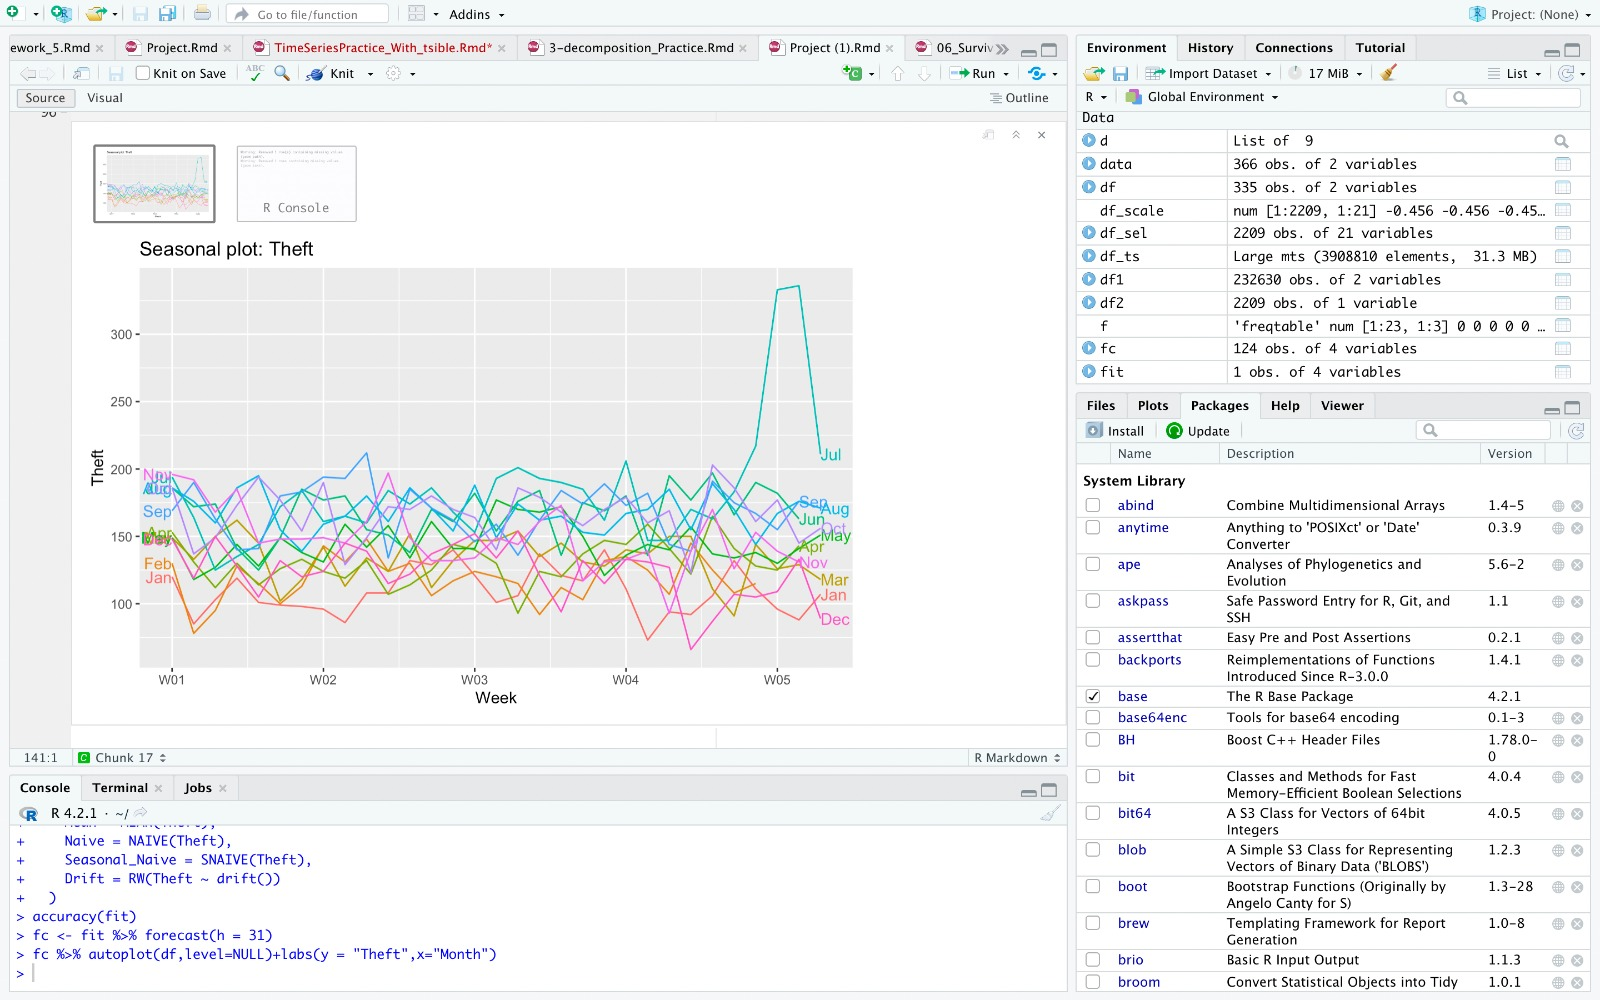 Go to file/function
Addins
Project: (None)
ework_5.Rmd
Project.Rmd
TimeSeriesPractice_With_tsible.Rmd*
3-decomposition_Practice.Rmd
Project (1).Rmd
06_Surviv
Knit on Save
ABC
Knit
Run
Source
Visual
Outline
R Console
Seasonal plot: Theft
Theft
300
250
200
150
100
Aug
Sep
Feb
Jan
Jul
Sep
Aug
Jun
Oct
May
Apr
Nov
Mar
Jan
Dec
W01
W02
W03
W04
W05
Week
141:1
Chunk 17
R Markdown
Console
Terminal
Jobs
R 4.2.1 · ~/
+ Naive = NAIVE(Theft),
+ Seasonal_Naive = SNAIVE(Theft),
+ Drift = RW(Theft ~ drift())
+ )
> accuracy(fit)
> fc <- fit %>% forecast(h = 31)
> fc %>% autoplot(df,level=NULL)+labs(y = "Theft",x="Month")
>
Environment
History
Connections
Tutorial
Import Dataset
17 MiB
List
R
Global Environment
Data
d List of 9
data 366 obs. of 2 variables
df 335 obs. of 2 variables
df_scale num [1:2209, 1:21] -0.456 -0.456 -0.45…
df_sel 2209 obs. of 21 variables
df_ts Large mts (3908810 elements, 31.3 MB)
df1 232630 obs. of 2 variables
df2 2209 obs. of 1 variable
f 'freqtable' num [1:23, 1:3] 0 0 0 0 0 …
fc 124 obs. of 4 variables
fit 1 obs. of 4 variables
Files
Plots
Packages
Help
Viewer
Install
Update
Name Description Version
System Library
abind Combine Multidimensional Arrays 1.4-5
anytime Anything to 'POSIXct' or 'Date' 0.3.9
Converter
ape Analyses of Phylogenetics and 5.6-2
Evolution
askpass Safe Password Entry for R, Git, and 1.1
SSH
assertthat Easy Pre and Post Assertions 0.2.1
backports Reimplementations of Functions 1.4.1
Introduced Since R-3.0.0
base The R Base Package 4.2.1
base64enc Tools for base64 encoding 0.1-3
BH Boost C++ Header Files 1.78.0-
0
bit Classes and Methods for Fast 4.0.4
Memory-Efficient Boolean Selections
bit64 A S3 Class for Vectors of 64bit 4.0.5
Integers
blob A Simple S3 Class for Representing 1.2.3
Vectors of Binary Data ('BLOBS')
boot Bootstrap Functions (Originally by 1.3-28
Angelo Canty for S)
brew Templating Framework for Report 1.0-8
Generation
brio Basic R Input Output 1.1.3
broom Convert Statistical Objects into Tidy 1.0.1